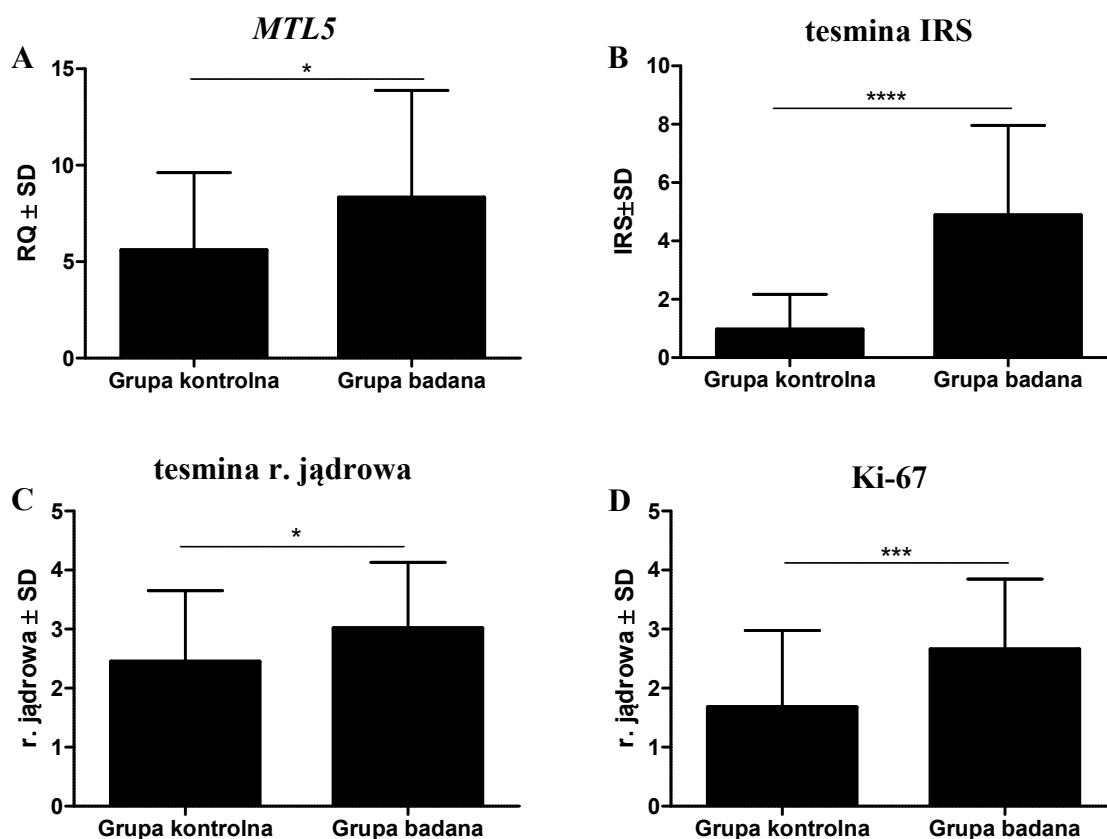 MTL5
A
*
15
10
5
0
RQ ± SD
Grupa kontrolna
Grupa badana
tesmina IRS
B
****
10
8
6
4
2
0
IRS±SD
Grupa kontrolna
Grupa badana
tesmina r. jądrowa
C
*
5
4
3
2
1
0
r. jądrowa ± SD
Grupa kontrolna
Grupa badana
Ki-67
D
***
5
4
3
2
1
0
r. jądrowa ± SD
Grupa kontrolna
Grupa badana